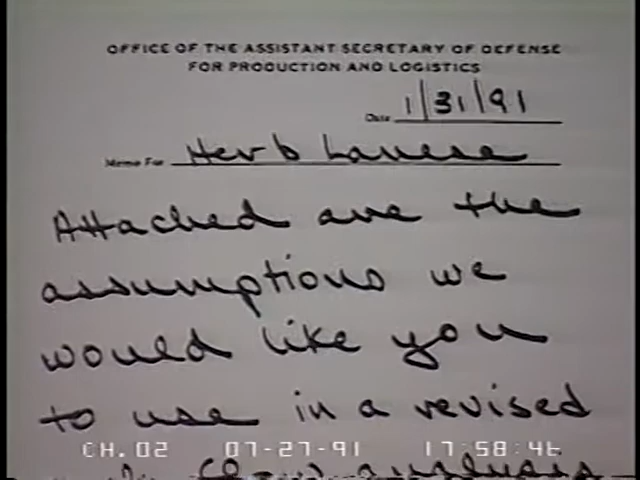 OFFICE OF THE ASSISTANT SECRETARY OF DEFENSE
FOR PRODUCTION AND LOGISTICS
Date 1/31/91
Memo For Herb Lanese
Attached are the
assumptions we
would like you
to use in a revised
CH.02 07-27-91 17:58:46
analysis